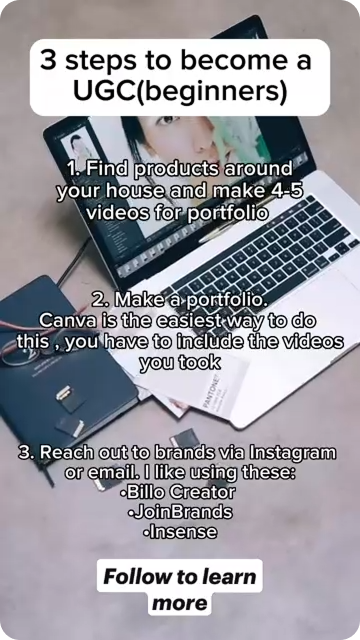 3 steps to become a
UGC(beginners)
1. Find products around
your house and make 4-5
videos for portfolio
2. Make a portfolio.
Canva is the easiest way to do
this , you have to include the videos
you took
PANTONE
3. Reach out to brands via Instagram
or email. I like using these:
•Billo Creator
•JoinBrands
•Insense
Follow to learn
more